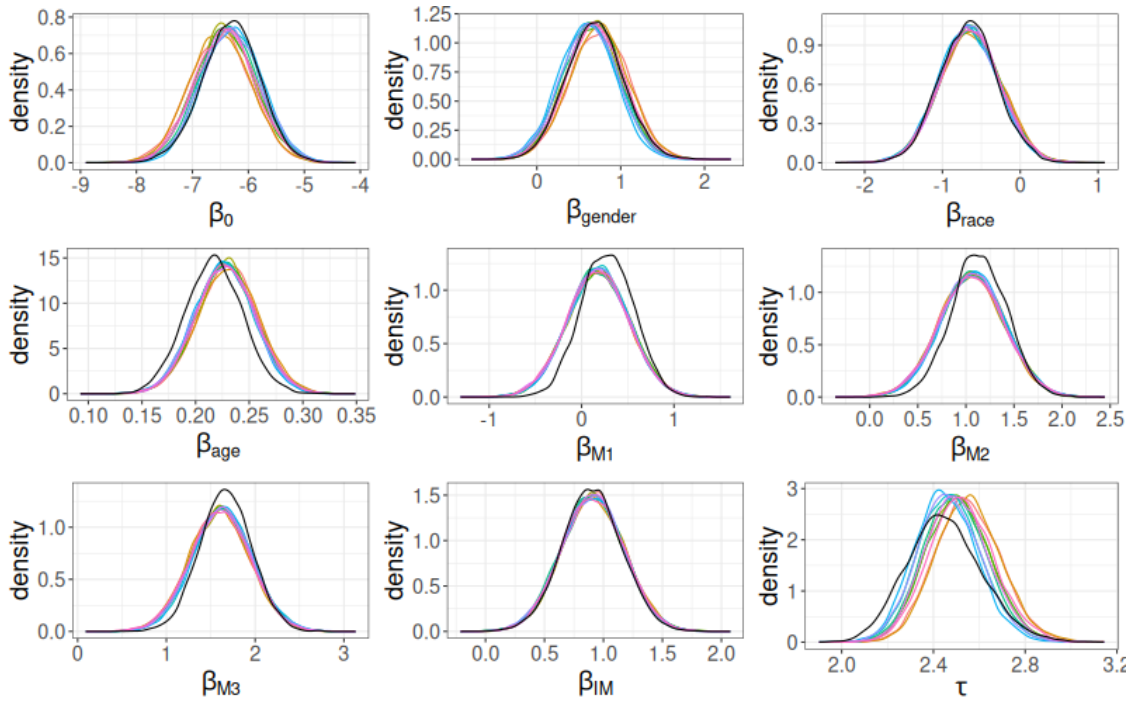 density
0.8
0.6
0.4
0.2
0.0
-9 -8 -7 -6 -5 -4
β0
density
1.25
1.00
0.75
0.50
0.25
0.00
0 1 2
βgender
density
0.9
0.6
0.3
0.0
-2 -1 0 1
βrace
density
15
10
5
0
0.10 0.15 0.20 0.25 0.30 0.35
βage
density
1.0
0.5
0.0
-1 0 1
βM1
density
1.0
0.5
0.0
0.0 0.5 1.0 1.5 2.0 2.5
βM2
density
1.0
0.5
0.0
0 1 2 3
βM3
density
1.5
1.0
0.5
0.0
0.0 0.5 1.0 1.5 2.0
βIM
density
3
2
1
0
2.0 2.4 2.8 3.2
τ